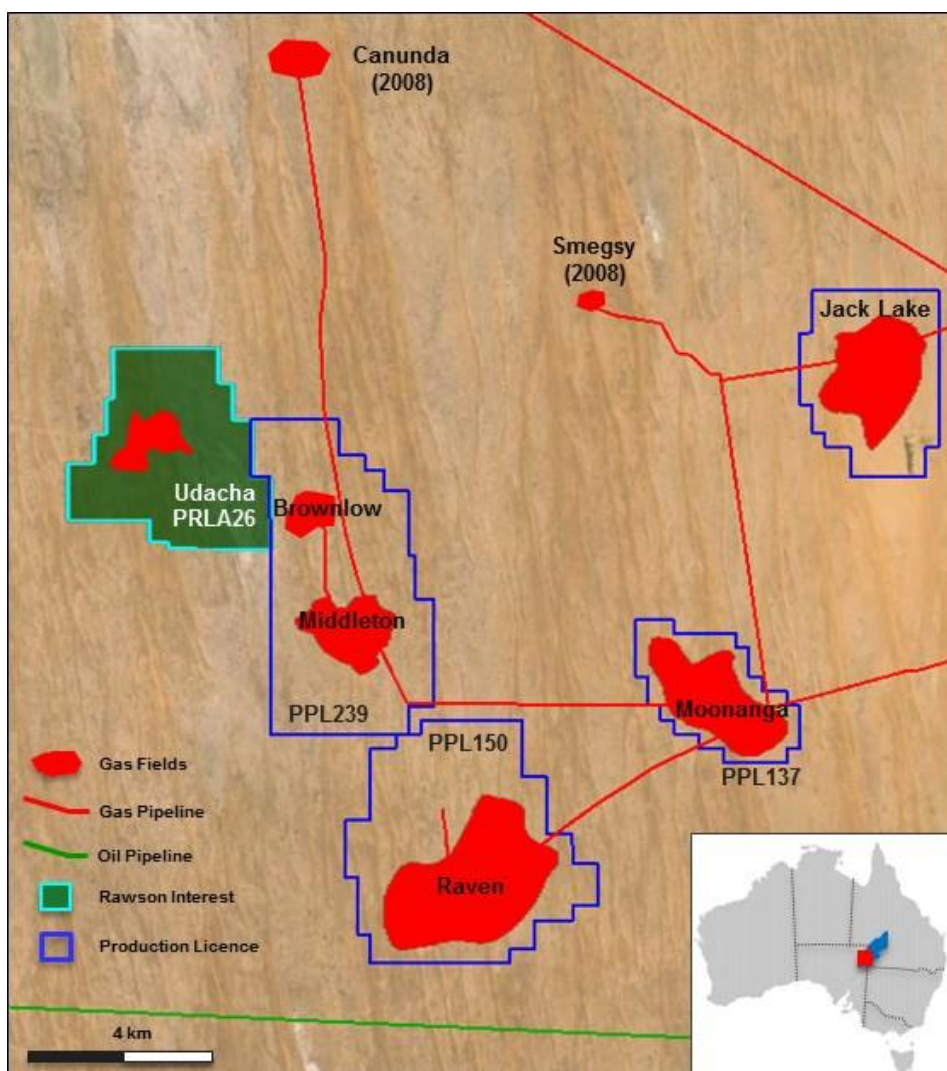 Canunda
(2008)
Smegsy
(2008)
Jack Lake
Udacha
PRLA26
Brownlow
Middleton
PPL239
Moonanga
PPL150
PPL137
Raven
Gas Fields
Gas Pipeline
Oil Pipeline
Rawson Interest
Production Licence
4 km